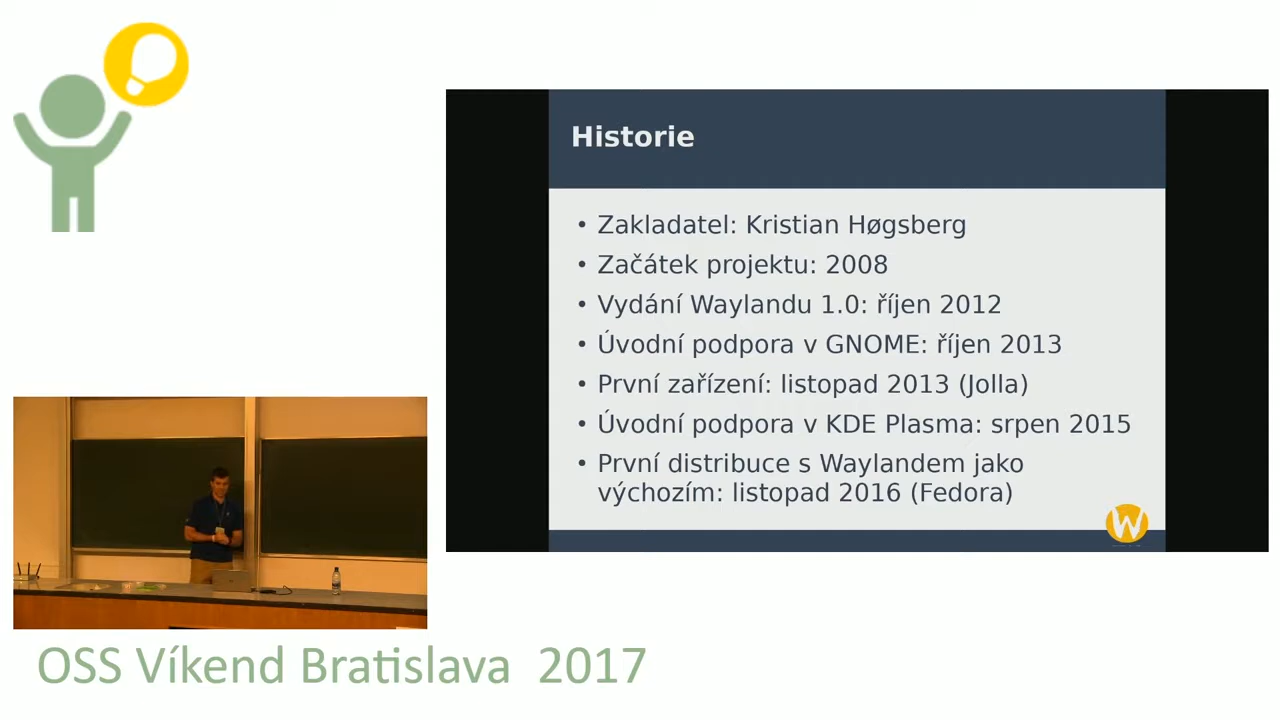 Historie
• Zakladatel: Kristian Høgsberg
• Začátek projektu: 2008
• Vydání Waylandu 1.0: říjen 2012
• Úvodní podpora v GNOME: říjen 2013
• První zařízení: listopad 2013 (Jolla)
• Úvodní podpora v KDE Plasma: srpen 2015
• První distribuce s Waylandem jako
výchozím: listopad 2016 (Fedora)
W
OSS Víkend Bratislava 2017